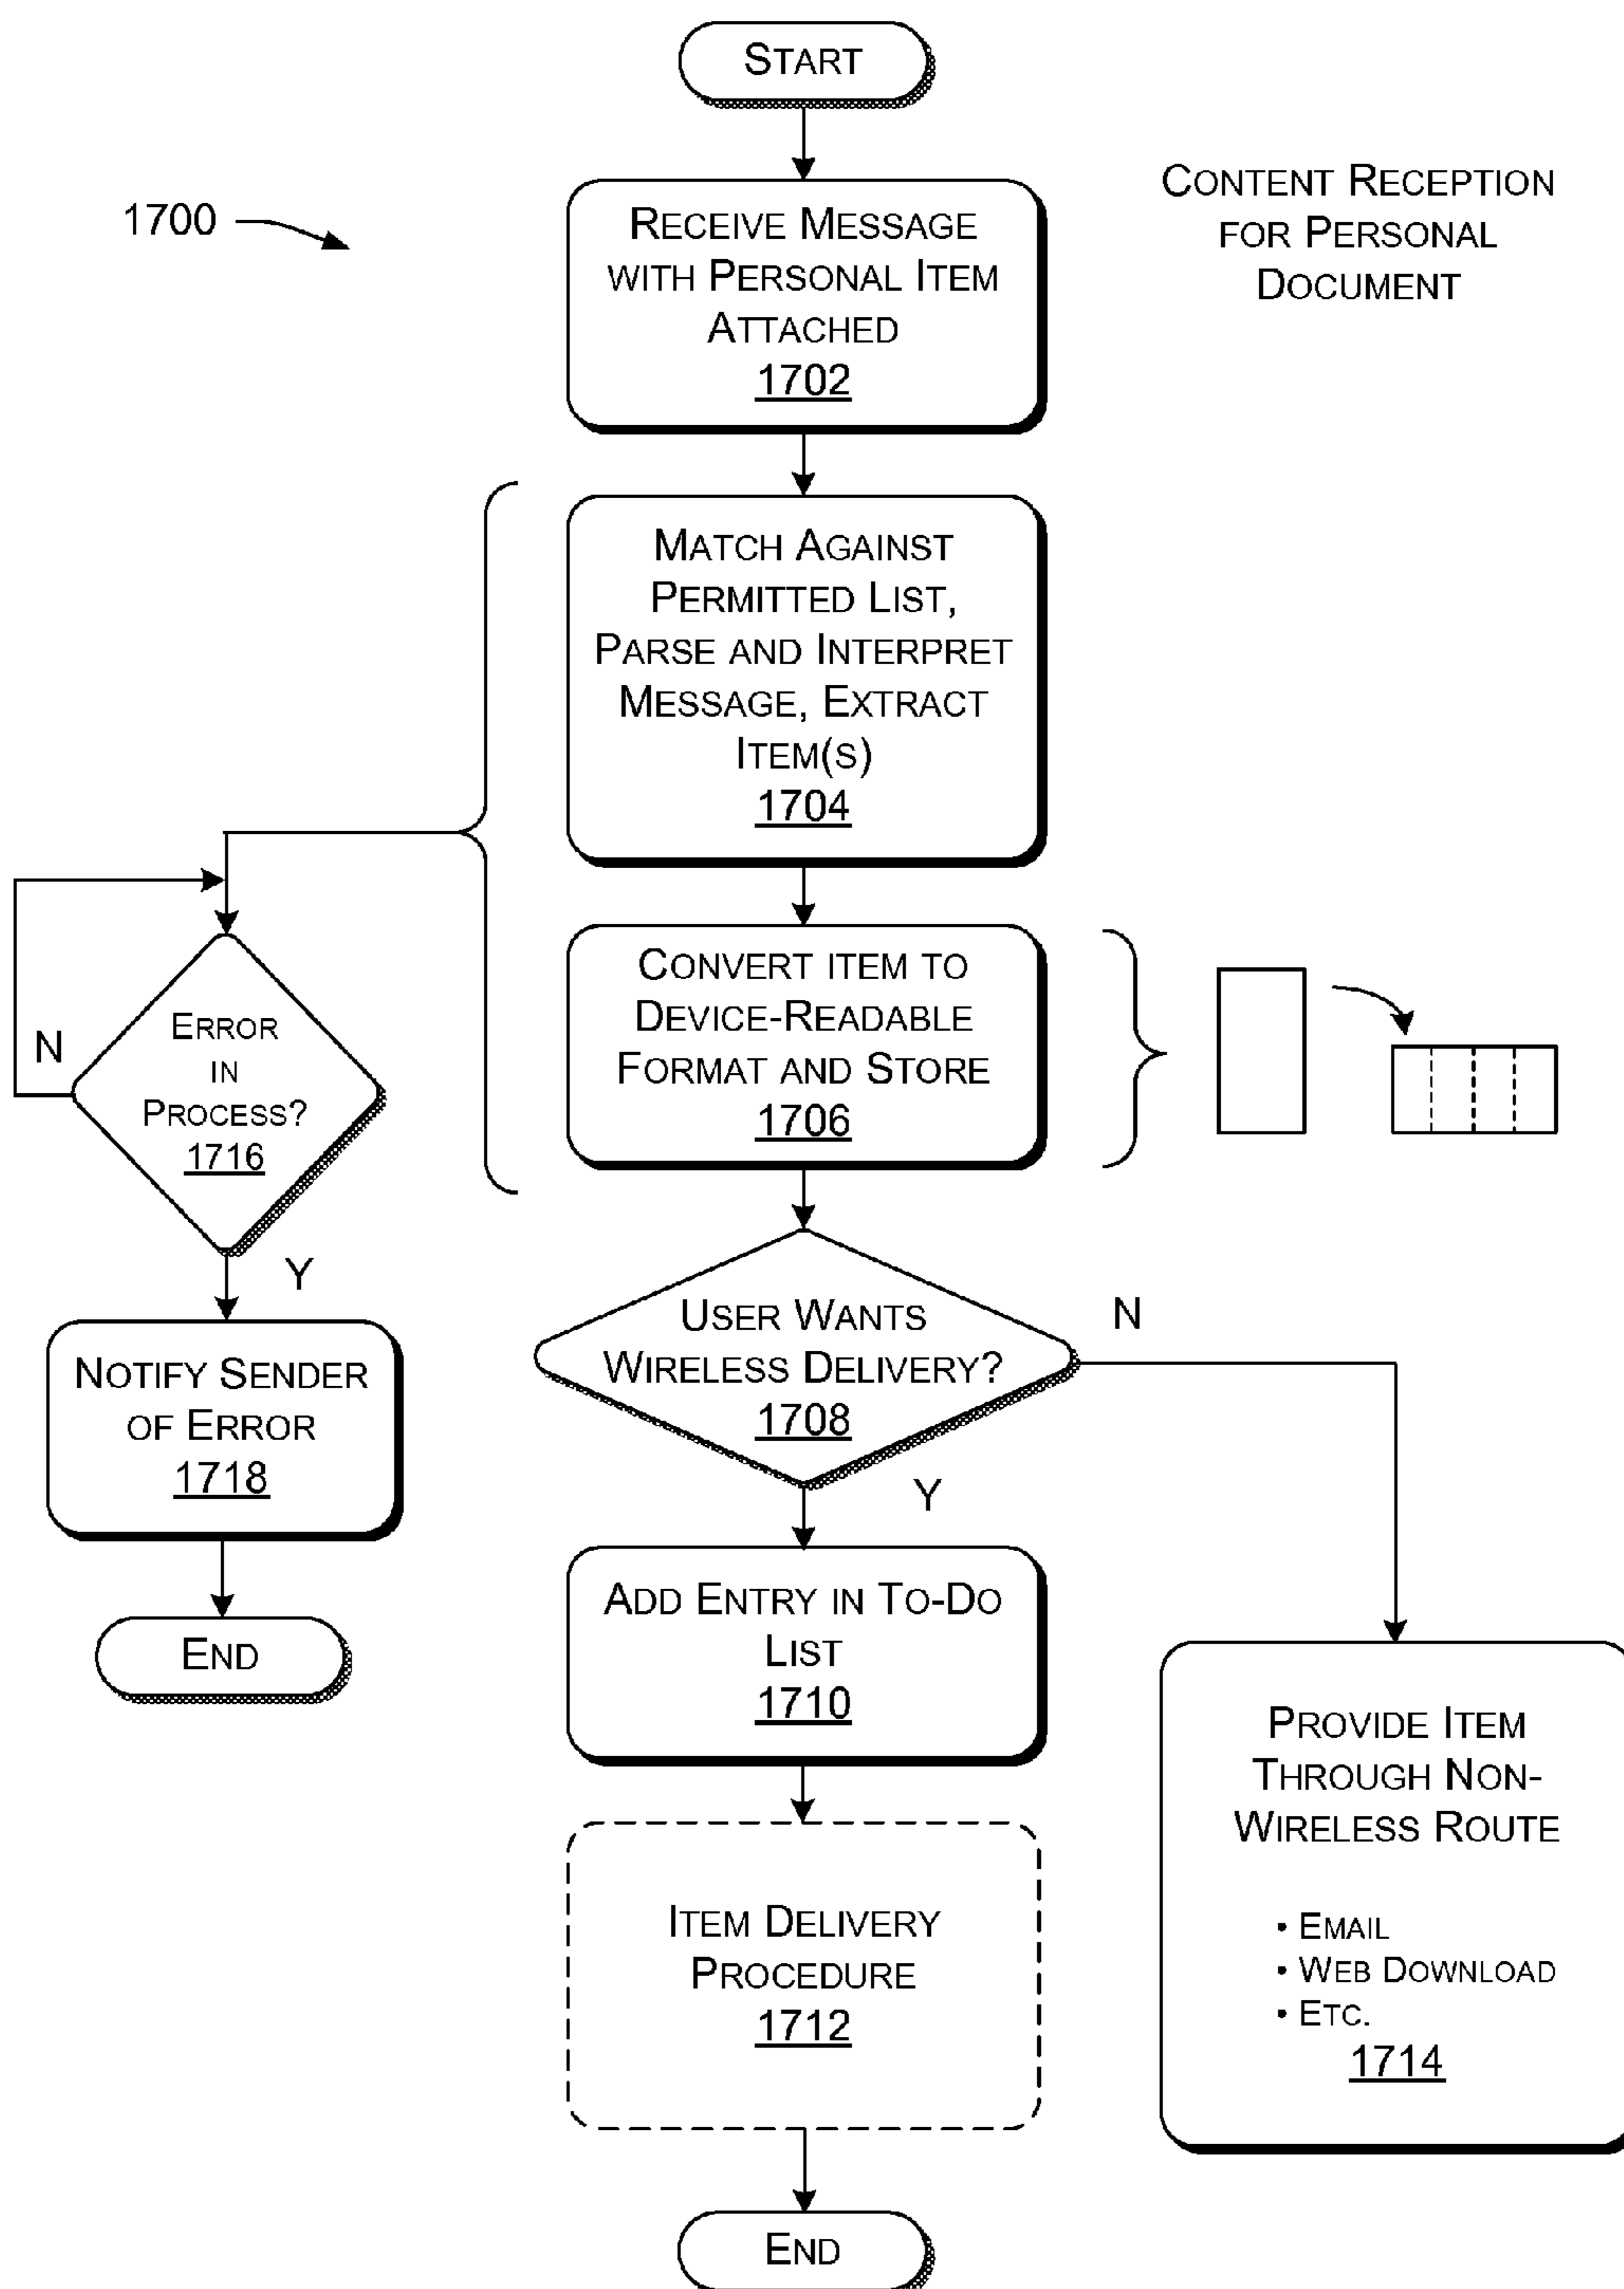 START
1700
CONTENT RECEPTION
FOR PERSONAL
DOCUMENT
RECEIVE MESSAGE
WITH PERSONAL ITEM
ATTACHED
1702
MATCH AGAINST
PERMITTED LIST,
PARSE AND INTERPRET
MESSAGE, EXTRACT
ITEM(S)
1704
CONVERT ITEM TO
DEVICE-READABLE
FORMAT AND STORE
1706
ERROR
IN
PROCESS?
1716
N
Y
NOTIFY SENDER
OF ERROR
1718
END
USER WANTS
WIRELESS DELIVERY?
1708
N
Y
ADD ENTRY IN TO-DO
LIST
1710
ITEM DELIVERY
PROCEDURE
1712
END
PROVIDE ITEM
THROUGH NON-
WIRELESS ROUTE
• EMAIL
• WEB DOWNLOAD
• ETC.
1714